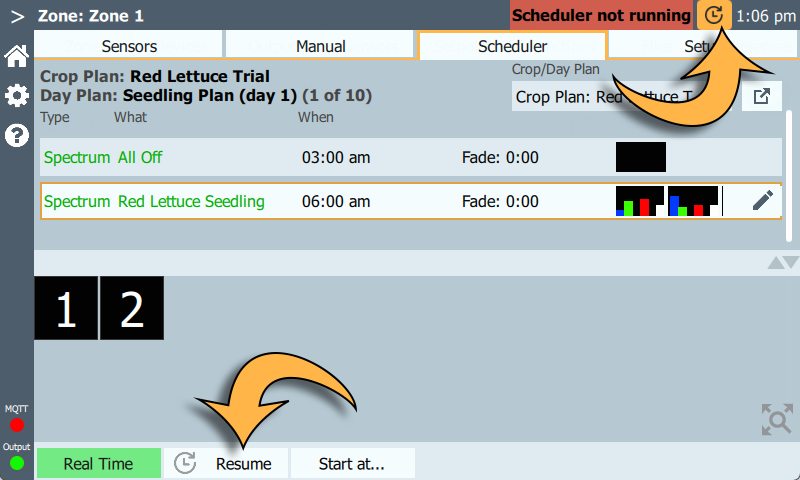 > Zone: Zone 1 Scheduler not running 1:06 pm
Sensors Manual Scheduler
Crop Plan: Red Lettuce Trial
Crop/Day Plan
Day Plan: Seedling Plan (day 1) (1 of 10)
Crop Plan: Red Lettuce T
Type What When
Spectrum All Off 03:00 am Fade: 0:00
Spectrum Red Lettuce Seedling 06:00 am Fade: 0:00
1 2
MQTT
Output
Real Time Resume Start at...